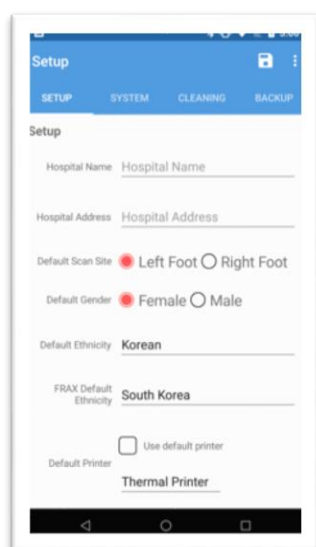 Setup
SETUP SYSTEM CLEANING BACKUP
Setup
Hospital Name Hospital Name
Hospital Address Hospital Address
Default Scan Site Left Foot Right Foot
Default Gender Female Male
Default Ethnicity Korean
FRAX Default
Ethnicity South Korea
Use default printer
Default Printer
Thermal Printer